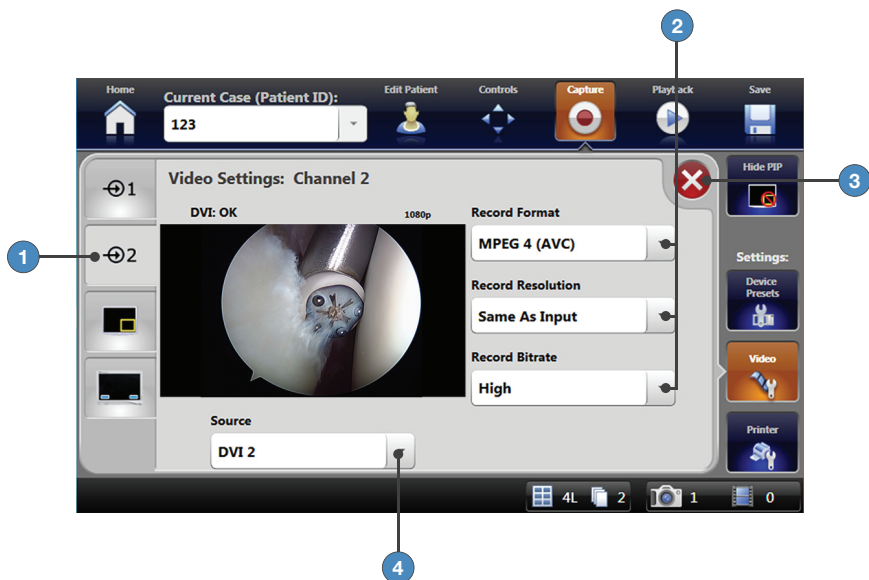 2
Home
Current Case (Patient ID):
Edit Patient
Controls
Capture
Playback
Save
123
1
Video Settings: Channel 2
Hide PIP
3
DVI: OK
1080p
Record Format
MPEG 4 (AVC)
1
2
Settings:
Record Resolution
Device
Presets
Same As Input
Record Bitrate
Video
High
Source
Printer
DVI 2
4L
2
1
0
4